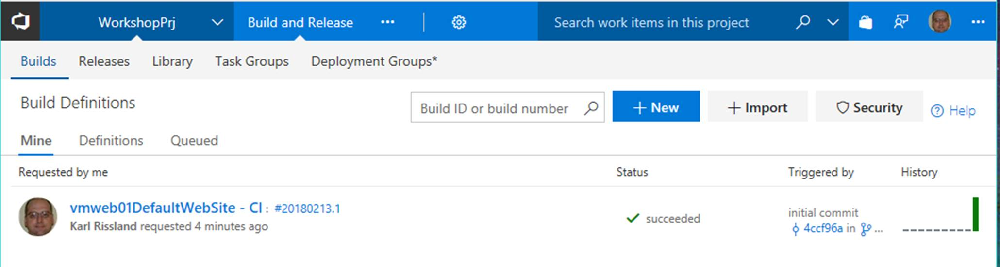 WorkshopPrj Build and Release ... Search work items in this project ...
Builds Releases Library Task Groups Deployment Groups*
Build Definitions Build ID or build number + New + Import Security ? Help
Mine Definitions Queued
Requested by me Status Triggered by History
vmweb01DefaultWebSite - CI : #20180213.1
Karl Rissland requested 4 minutes ago
succeeded
initial commit
4ccf96a in ...